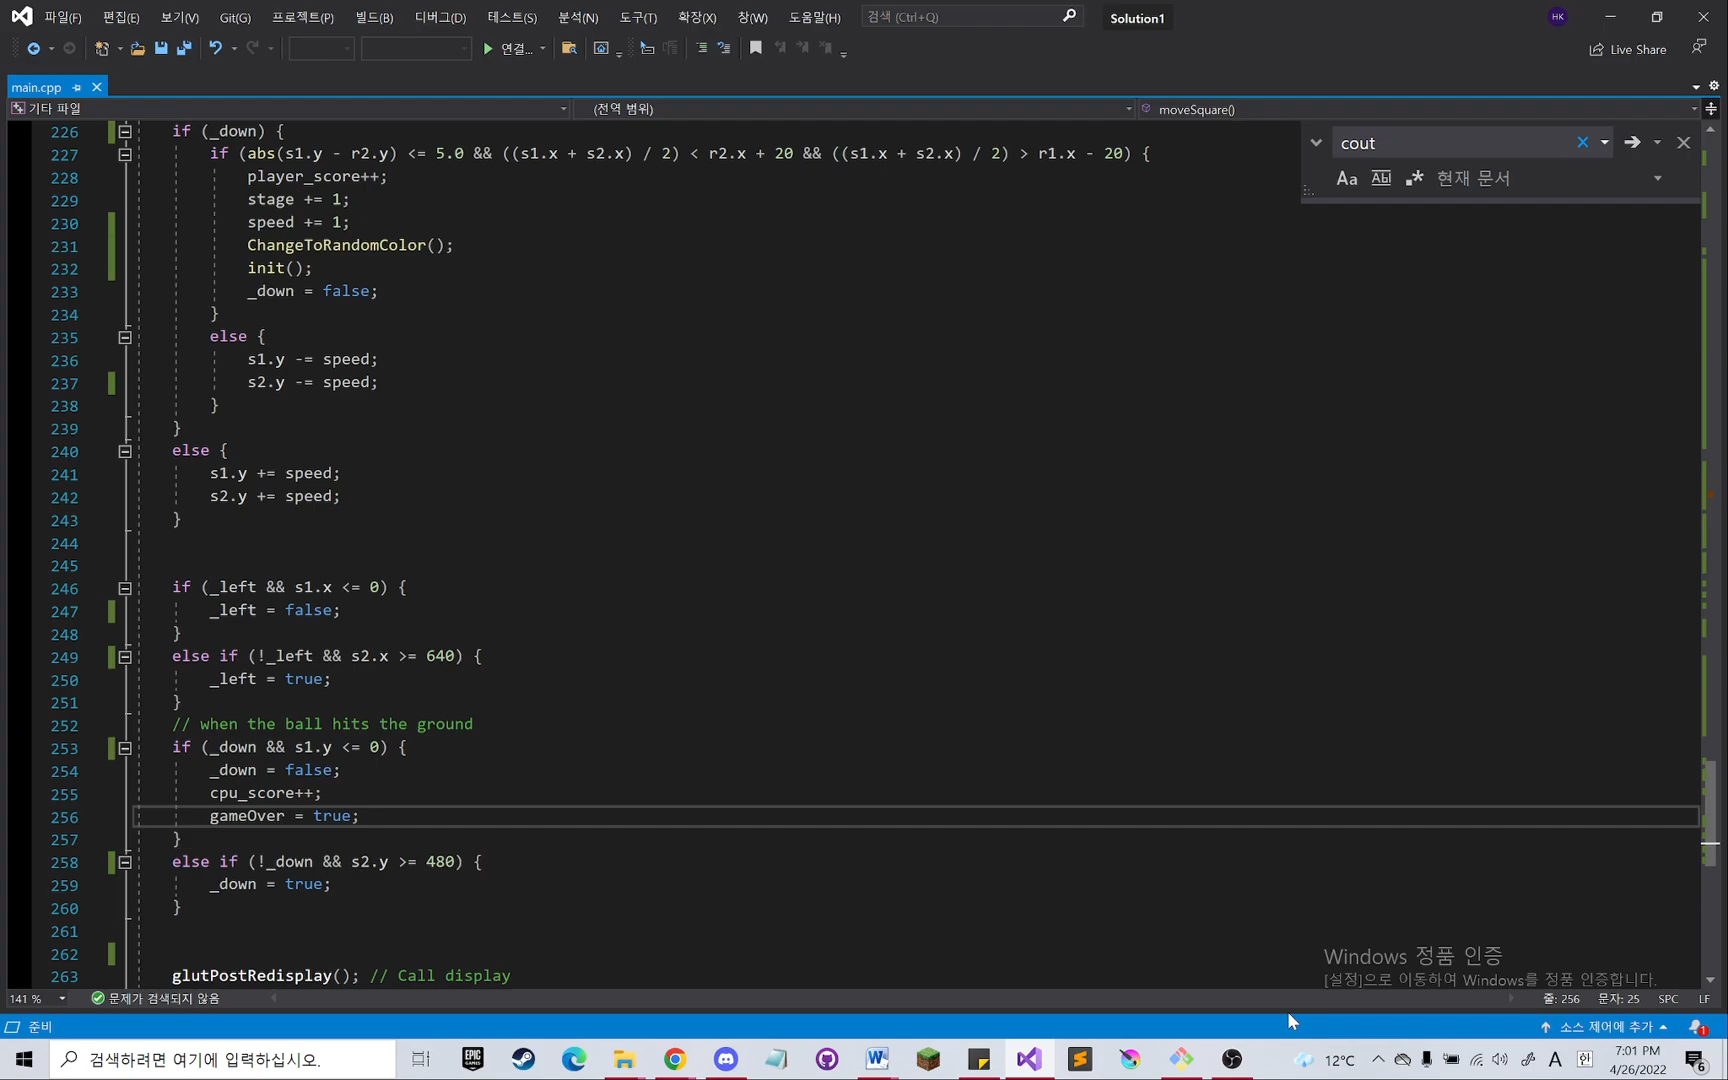 파일(F) 편집(E) 보기(V) Git(G) 프로젝트(P) 빌드(B) 디버그(D) 테스트(S) 분석(N) 도구(T) 확장(X) 창(W) 도움말(H) 검색 (Ctrl+Q) Solution1 HK
연결... Live Share
main.cpp
기타 파일 (전역 범위) moveSquare()
226 if (_down) {
227 if (abs(s1.y - r2.y) <= 5.0 && ((s1.x + s2.x) / 2) < r2.x + 20 && ((s1.x + s2.x) / 2) > r1.x - 20) {
cout
228 player_score++;
Aa Abl .* 현재 문서
229 stage += 1;
230 speed += 1;
231 ChangeToRandomColor();
232 init();
233 _down = false;
234 }
235 else {
236 s1.y -= speed;
237 s2.y -= speed;
238 }
239 }
240 else {
241 s1.y += speed;
242 s2.y += speed;
243 }
244
245
246 if (_left && s1.x <= 0) {
247 _left = false;
248 }
249 else if (!_left && s2.x >= 640) {
250 _left = true;
251 }
252 // when the ball hits the ground
253 if (_down && s1.y <= 0) {
254 _down = false;
255 cpu_score++;
256 gameOver = true;
257 }
258 else if (!_down && s2.y >= 480) {
259 _down = true;
260 }
261
262
Windows 정품 인증
263 glutPostRedisplay(); // Call display
[설정]으로 이동하여 Windows를 정품 인증합니다.
141 % 문제가 검색되지 않음 줄: 256 문자: 25 SPC LF
준비 소스 제어에 추가 1
검색하려면 여기에 입력하십시오. EPIC GAMES 12°C A 한 7:01 PM
4/26/2022 6